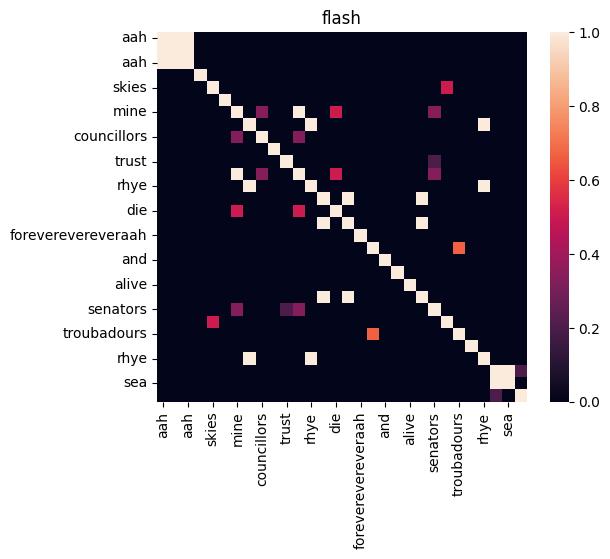 flash
aah
aah
skies
mine
councillors
trust
rhye
die
foreverevereveraah
and
alive
senators
troubadours
rhye
sea
1.0
0.8
0.6
0.4
0.2
0.0
aah
aah
skies
mine
councillors
trust
rhye
die
foreverevereveraah
and
alive
senators
troubadours
rhye
sea